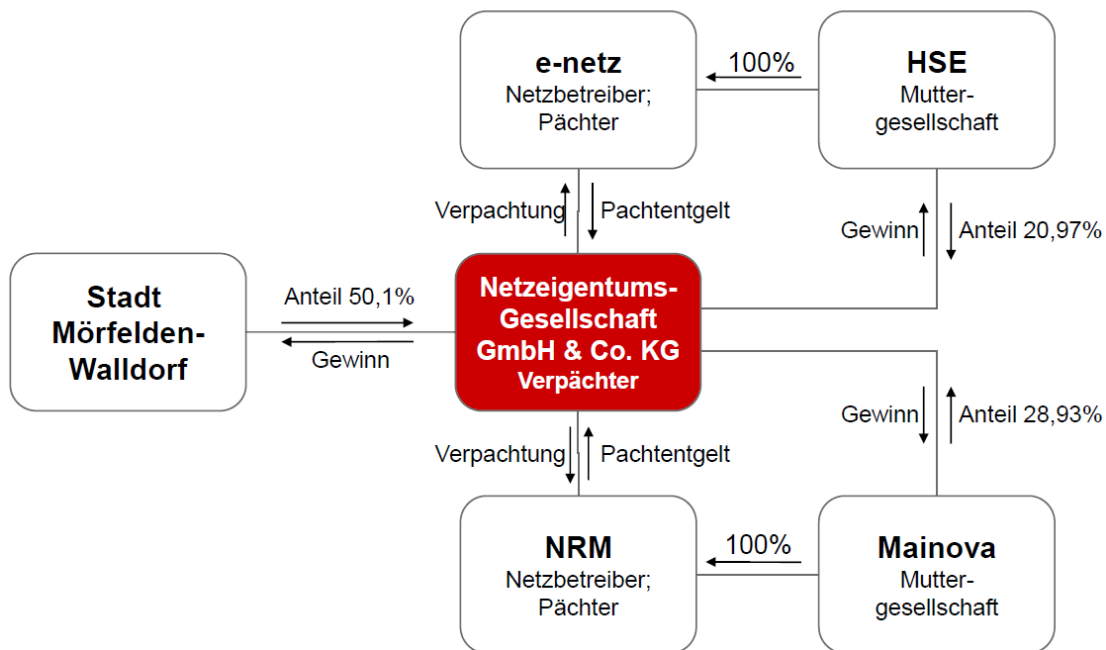 e-netz
Netzbetreiber;
Pächter
100%
HSE
Mutter-
gesellschaft
Verpachtung
Pachtentgelt
Gewinn
Anteil 20,97%
Stadt
Mörfelden-
Walldorf
Anteil 50,1%
Gewinn
Netzeigentums-
Gesellschaft
GmbH & Co. KG
Verpächter
Gewinn
Anteil 28,93%
Verpachtung
Pachtentgelt
NRM
Netzbetreiber;
Pächter
100%
Mainova
Mutter-
gesellschaft